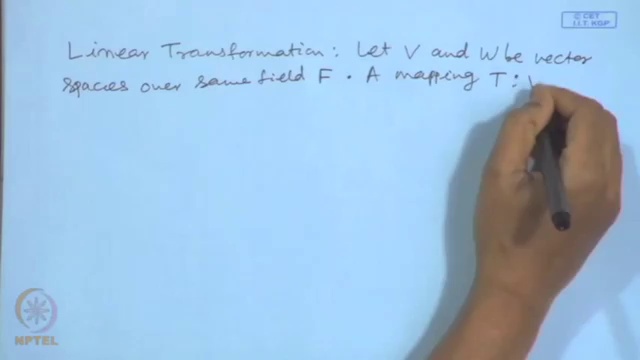 © CET
I.I.T. KGP
Linear Transformation: Let V and W be vector
spaces over same field F. A mapping T:
NPTEL